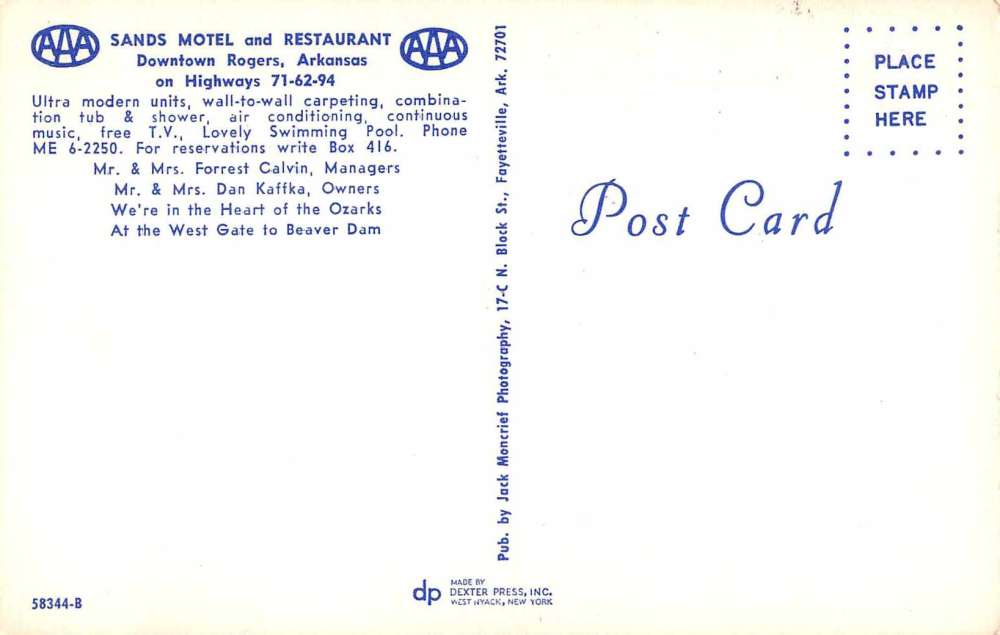 AAA SANDS MOTEL and RESTAURANT AAA
Downtown Rogers, Arkansas
on Highways 71-62-94
Ultra modern units, wall-to-wall carpeting, combina-
tion tub & shower, air conditioning, continuous
music, free T.V., Lovely Swimming Pool. Phone
ME 6-2250. For reservations write Box 416.
Mr. & Mrs. Forrest Calvin, Managers
Mr. & Mrs. Dan Kaffka, Owners
We're in the Heart of the Ozarks
At the West Gate to Beaver Dam
58344-B
Pub. by Jack Moncrief Photography, 17-C N. Block St., Fayetteville, Ark. 72701
dp
MADE BY
DEXTER PRESS, INC.
WEST NYACK, NEW YORK
PLACE
STAMP
HERE
Post Card